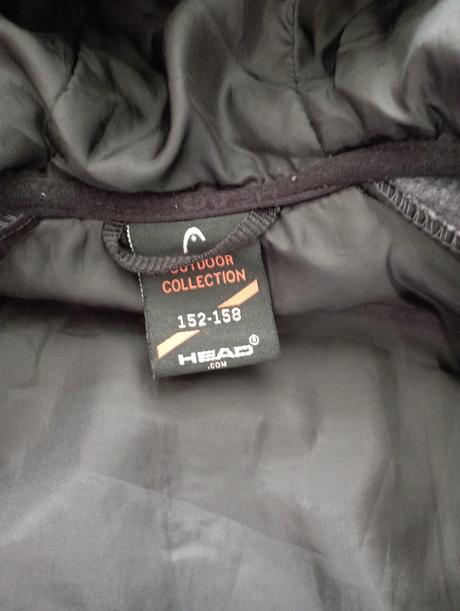 OUTDOOR
COLLECTION
152-158
HEAD®
.COM